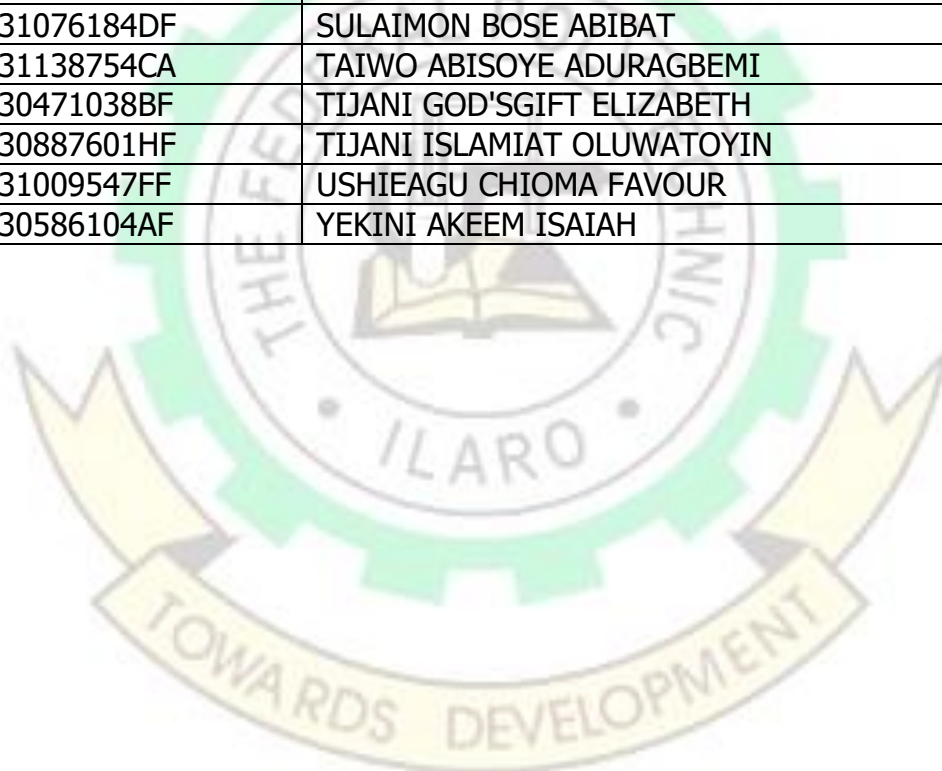 31076184DF SULAIMON BOSE ABIBAT
31138754CA TAIWO ABISOYE ADURAGBEMI
30471038BF TIJANI GOD'SGIFT ELIZABETH
30887601HF TIJANI ISLAMIAT OLUWATOYIN
31009547FF USHIEAGU CHIOMA FAVOUR
30586104AF YEKINI AKEEM ISAIAH
THE FEDERAL POLYTECHNIC
ILARO
TOWARDS DEVELOPMENT